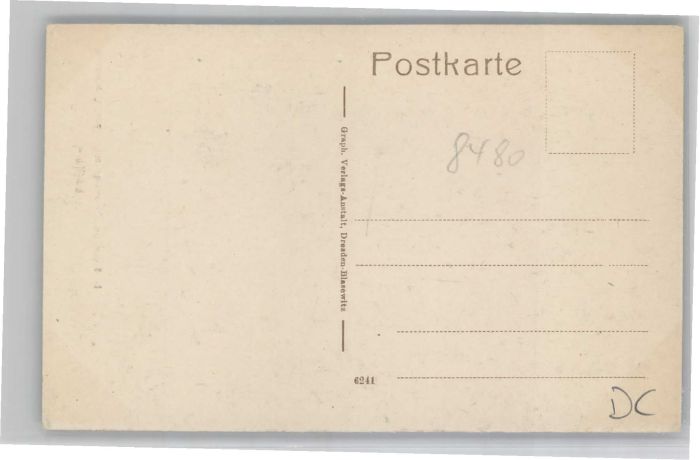 Postkarte
8480
Graph. Verlags-Anstalt, Dresden-Blasewitz
6241
DC